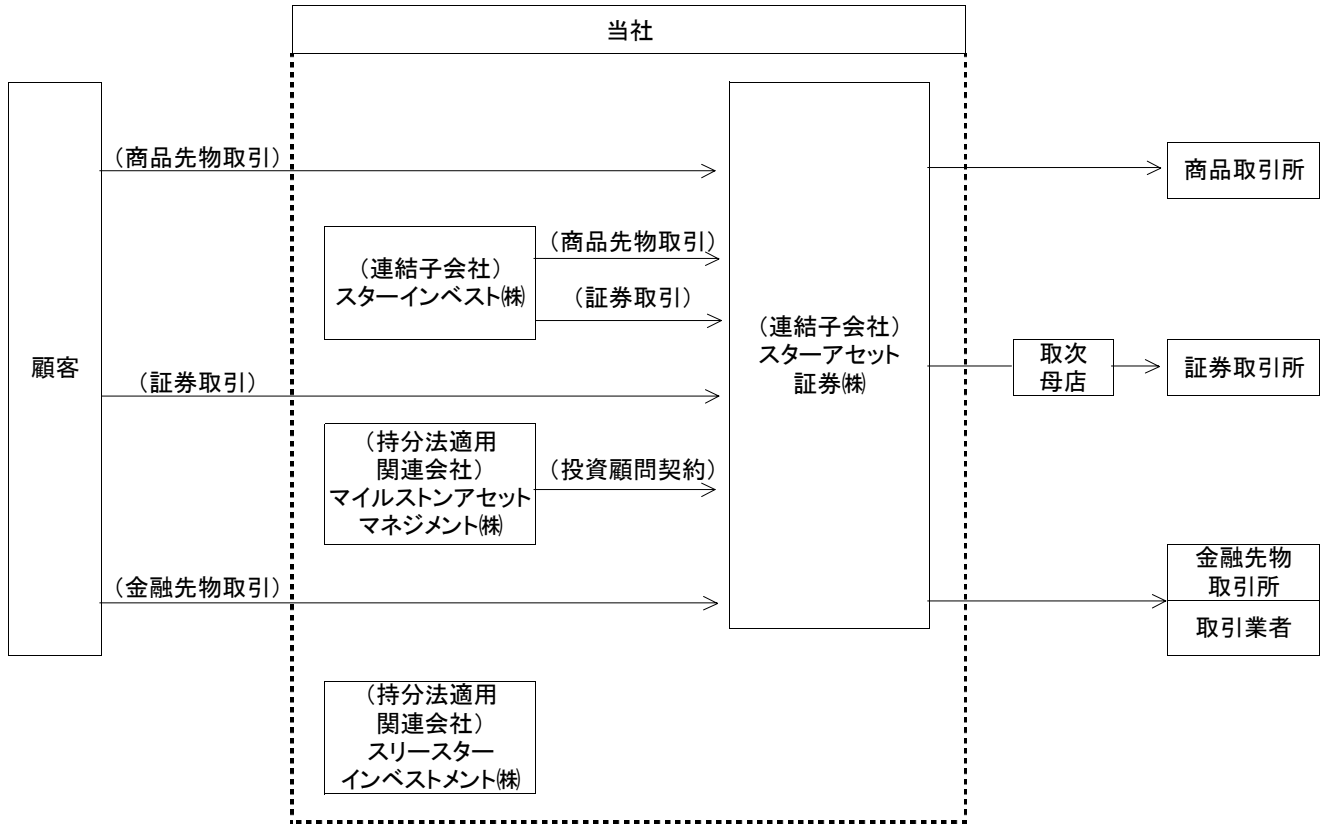 当社
顧客
（商品先物取引）
（連結子会社）
スターインベスト㈱
（商品先物取引）
（証券取引）
（証券取引）
（持分法適用
関連会社）
マイルストンアセット
マネジメント㈱
（投資顧問契約）
（金融先物取引）
（持分法適用
関連会社）
スリースター
インベストメント㈱
（連結子会社）
スターアセット
証券㈱
商品取引所
取次
母店
証券取引所
金融先物
取引所
取引業者